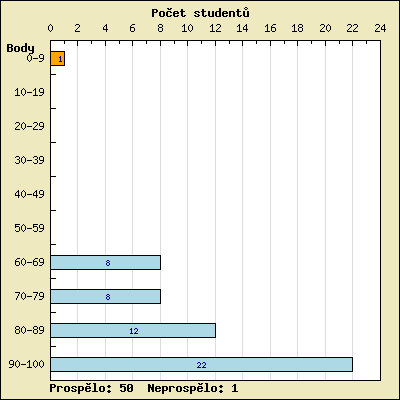 Počet studentů
0 2 4 6 8 10 12 14 16 18 20 22 24
Body
0-9 1
10-19
20-29
30-39
40-49
50-59
60-69 8
70-79 8
80-89 12
90-100 22
Prospělo: 50 Neprospělo: 1